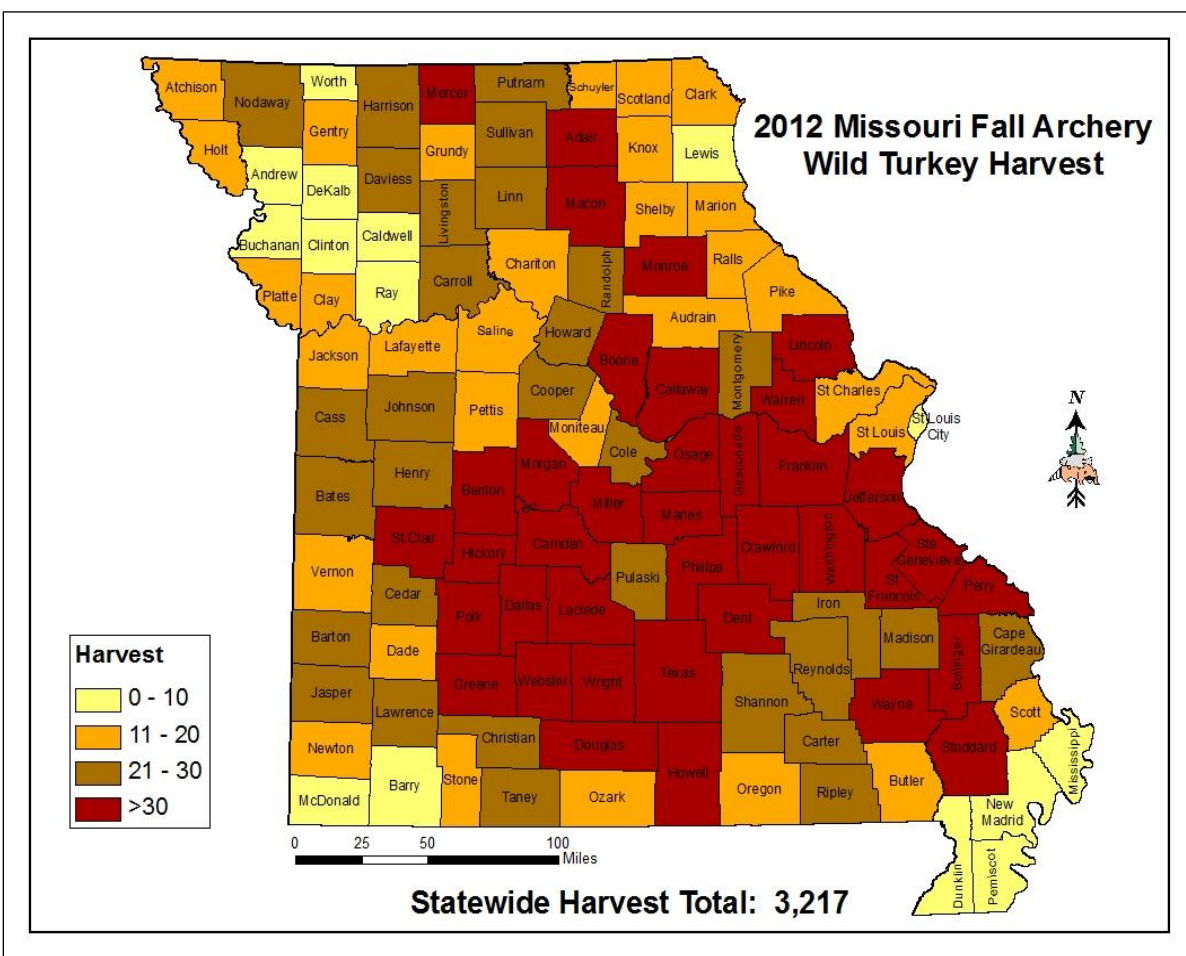 2012 Missouri Fall Archery
Wild Turkey Harvest
Atchison
Nodaway
Worth
Harrison
Mercer
Putnam
Schuyler
Scotland
Clark
Holt
Gentry
Grundy
Sullivan
Adair
Knox
Lewis
Andrew
DeKalb
Daviess
Livingston
Linn
Macon
Shelby
Marion
Buchanan
Clinton
Caldwell
Chariton
Randolph
Monroe
Ralls
Platte
Clay
Ray
Carroll
Pike
Saline
Howard
Audrain
Jackson
Lafayette
Boone
Callaway
Montgomery
Lincoln
Warren
Cass
Johnson
Pettis
Cooper
Moniteau
Cole
St Charles
St Louis
St Louis
City
N
Bates
Henry
Benton
Morgan
Miller
Osage
Gasconade
Franklin
Jefferson
St Clair
Hickory
Camden
Maries
Phelps
Crawford
Washington
St
Francois
Ste
Genevieve
Perry
Vernon
Cedar
Polk
Dallas
Laclede
Pulaski
Dent
Iron
Madison
Bollinger
Cape
Girardeau
Barton
Dade
Greene
Webster
Wright
Texas
Reynolds
Shannon
Wayne
Scott
Jasper
Lawrence
Christian
Douglas
Howell
Carter
Stoddard
Mississippi
Newton
McDonald
Barry
Stone
Taney
Ozark
Oregon
Ripley
Butler
New
Madrid
Dunklin
Pemiscot
Harvest
0 - 10
11 - 20
21 - 30
>30
0 25 50 100
Miles
Statewide Harvest Total: 3,217